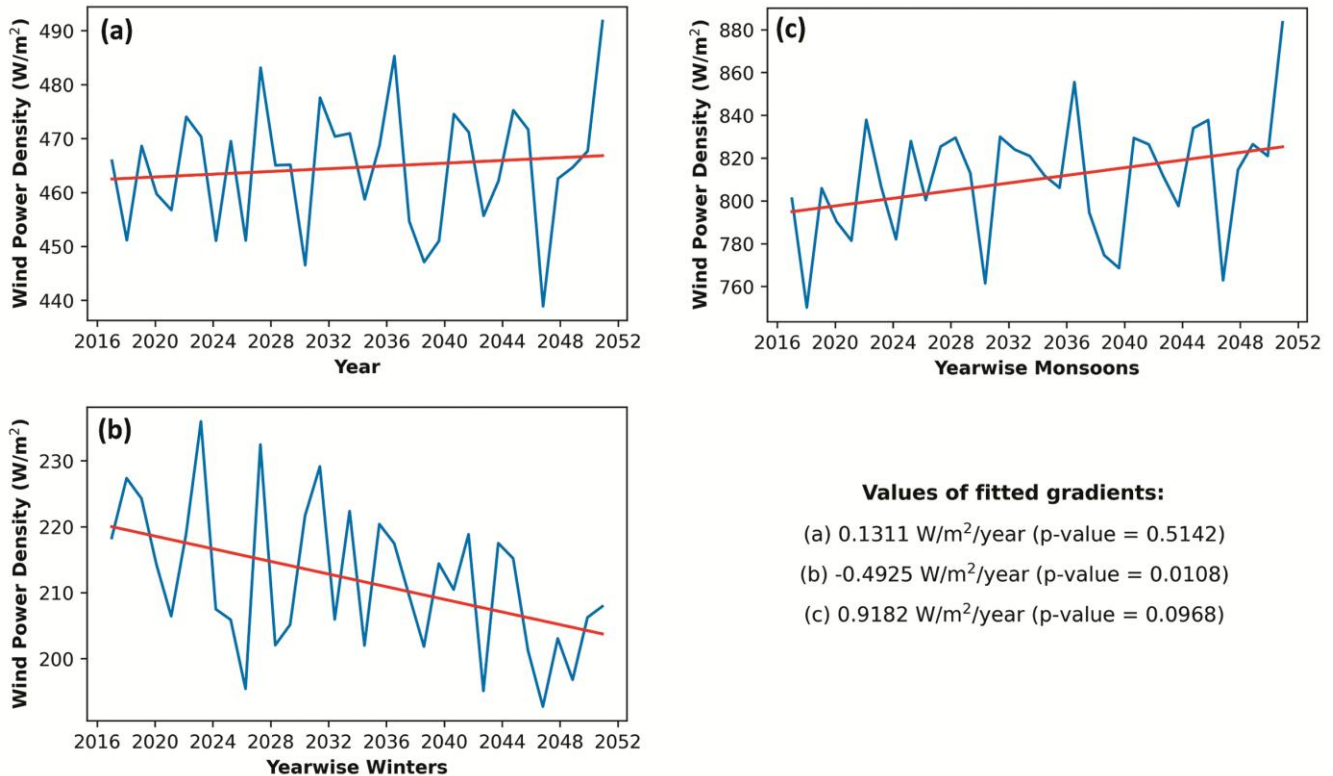 (a)
Wind Power Density (W/m²)
490
480
470
460
450
440
2016 2020 2024 2028 2032 2036 2040 2044 2048 2052
Year
(c)
Wind Power Density (W/m²)
880
860
840
820
800
780
760
2016 2020 2024 2028 2032 2036 2040 2044 2048 2052
Yearwise Monsoons
(b)
Wind Power Density (W/m²)
230
220
210
200
2016 2020 2024 2028 2032 2036 2040 2044 2048 2052
Yearwise Winters
Values of fitted gradients:
(a) 0.1311 W/m²/year (p-value = 0.5142)
(b) -0.4925 W/m²/year (p-value = 0.0108)
(c) 0.9182 W/m²/year (p-value = 0.0968)